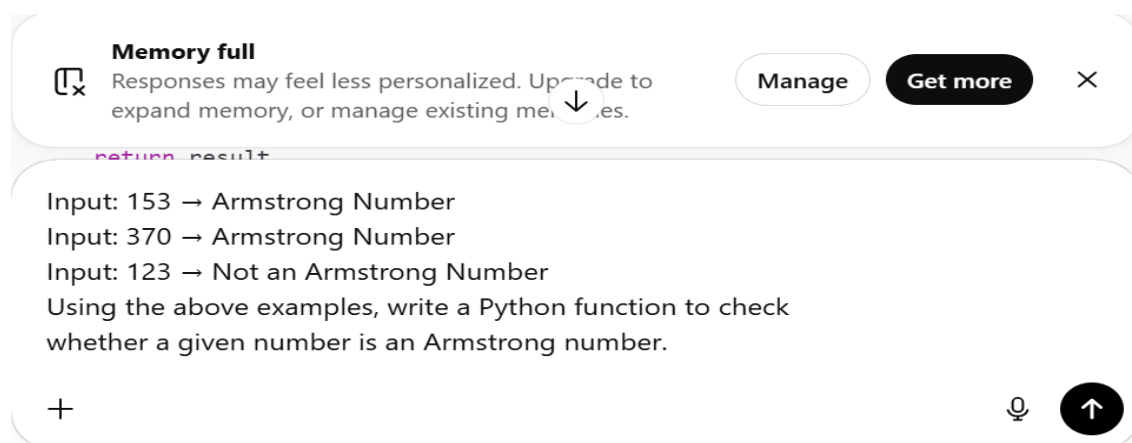 Memory full
Responses may feel less personalized. Upgrade to
expand memory, or manage existing memories.
Manage
Get more
return result
Input: 153 → Armstrong Number
Input: 370 → Armstrong Number
Input: 123 → Not an Armstrong Number
Using the above examples, write a Python function to check
whether a given number is an Armstrong number.